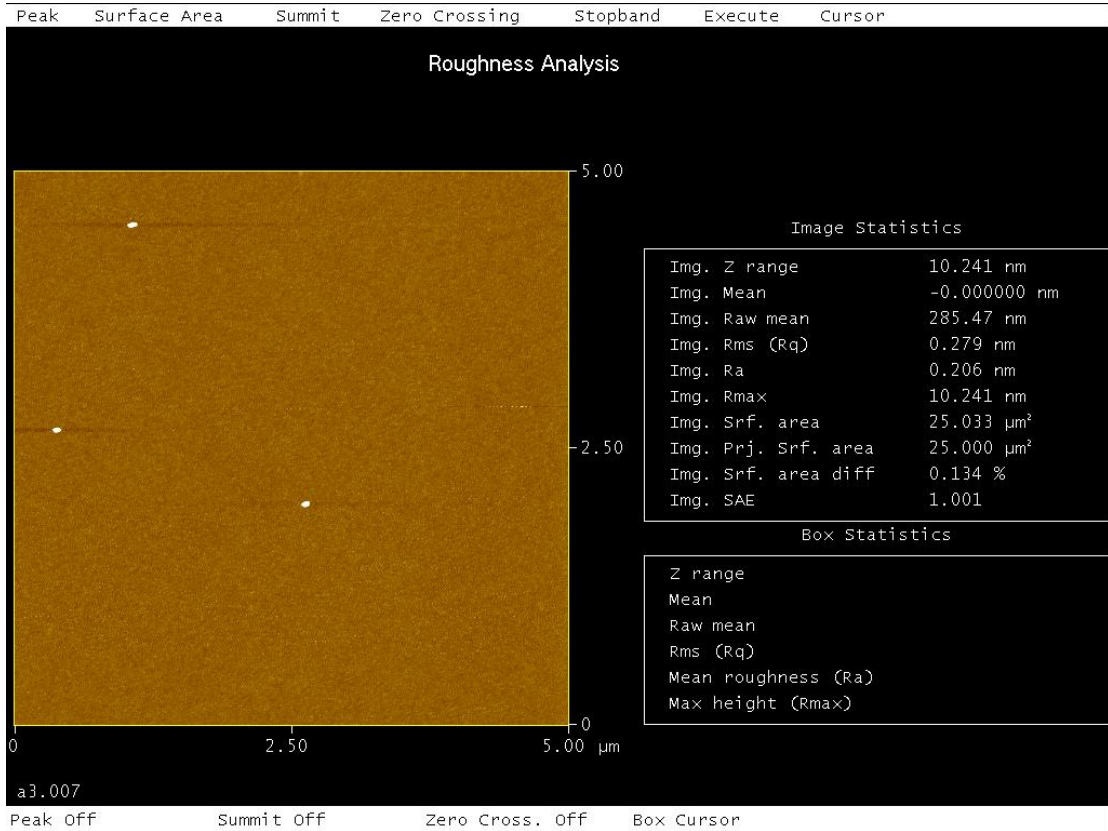 Peak Surface Area Summit Zero Crossing Stopband Execute Cursor
Roughness Analysis
5.00
Image Statistics
Img. Z range 10.241 nm
Img. Mean -0.000000 nm
Img. Raw mean 285.47 nm
Img. Rms (Rq) 0.279 nm
Img. Ra 0.206 nm
Img. Rmax 10.241 nm
Img. Srf. area 25.033 µm²
2.50
Img. Prj. Srf. area 25.000 µm²
Img. Srf. area diff 0.134 %
Img. SAE 1.001
Box Statistics
Z range
Mean
Raw mean
Rms (Rq)
Mean roughness (Ra)
Max height (Rmax)
0
0 2.50 5.00 µm
a3.007
Peak Off Summit Off Zero Cross. Off Box Cursor